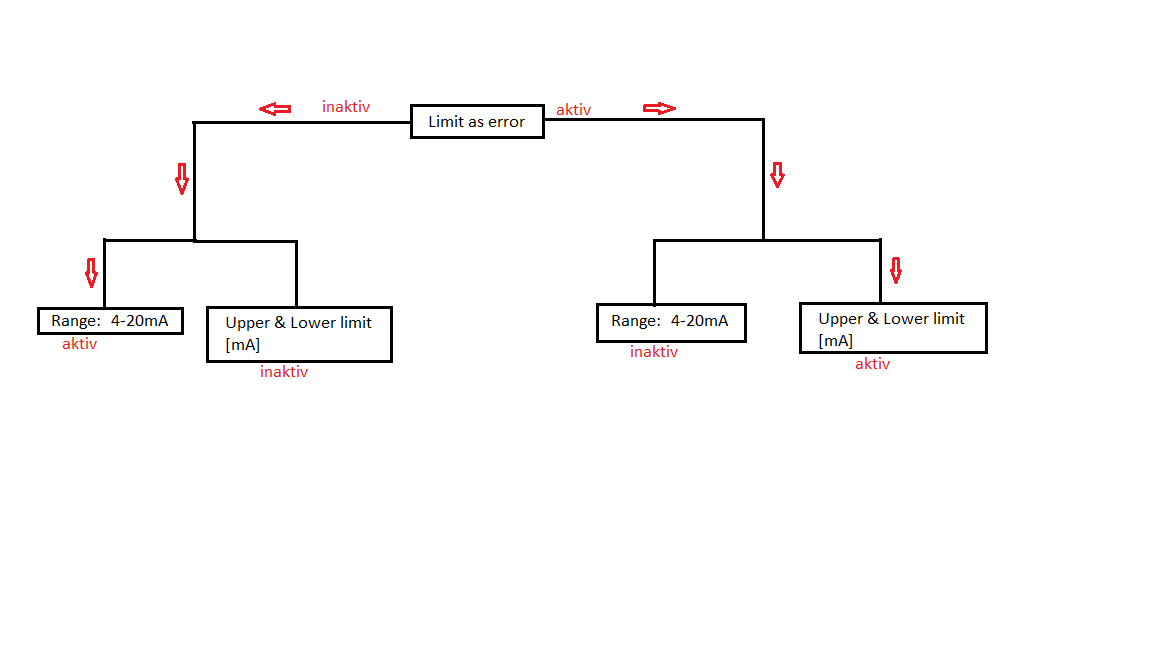 inaktiv
Limit as error
aktiv
Range: 4-20mA
aktiv
Upper & Lower limit
[mA]
inaktiv
Range: 4-20mA
inaktiv
Upper & Lower limit
[mA]
aktiv